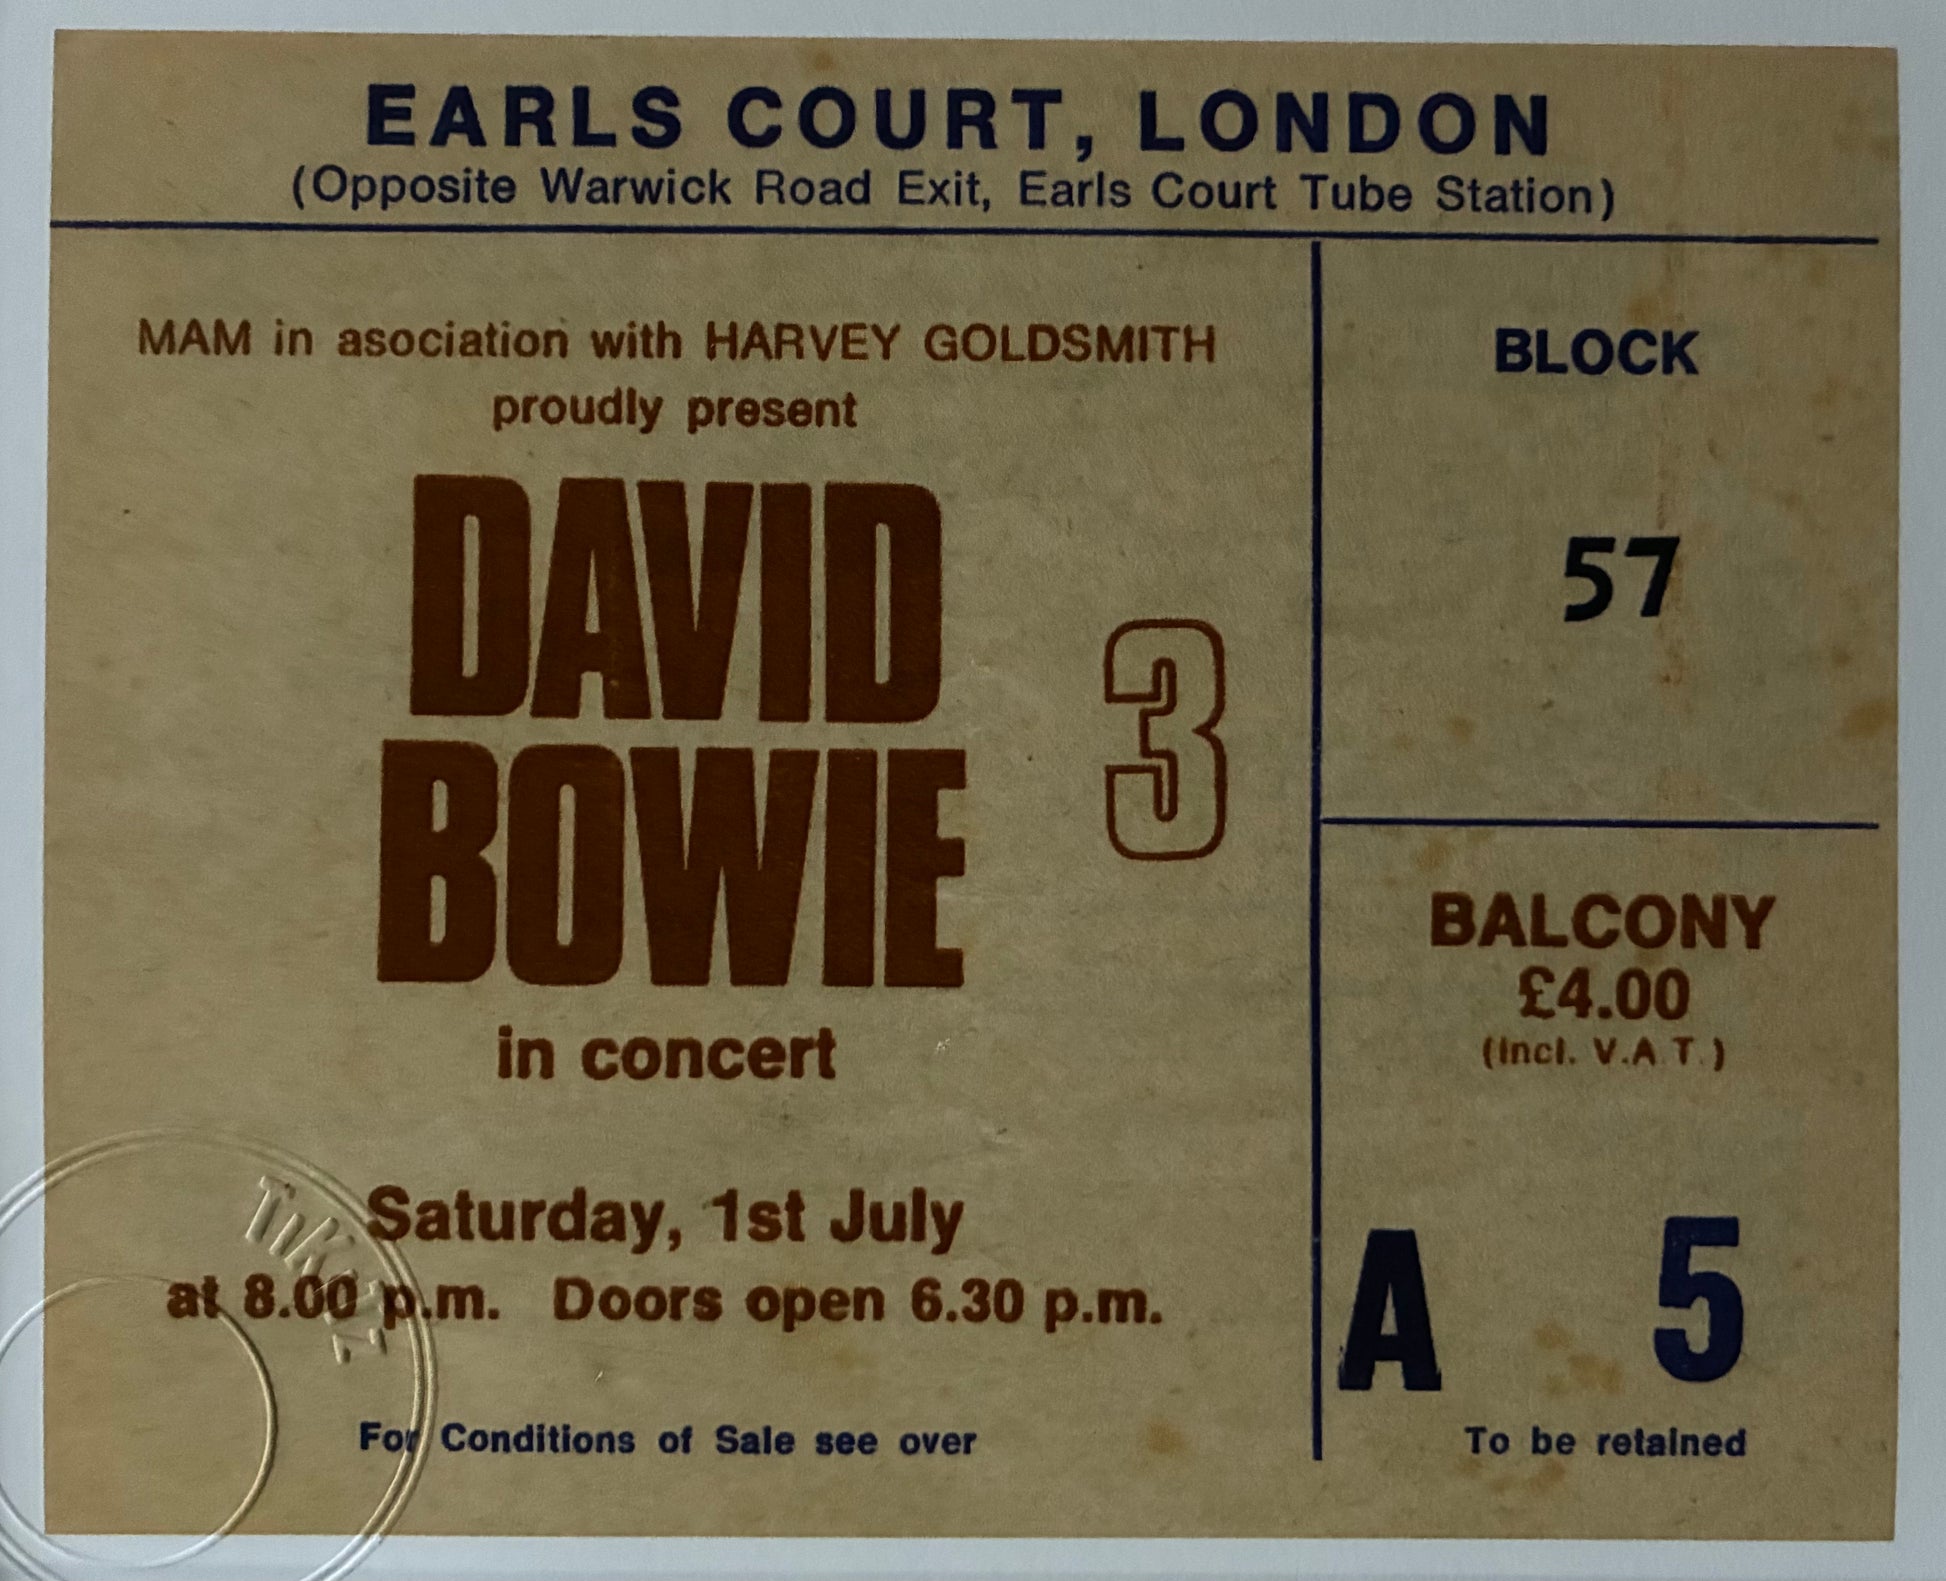 EARLS COURT, LONDON
(Opposite Warwick Road Exit, Earls Court Tube Station)
MAM in asociation with HARVEY GOLDSMITH
proudly present
DAVID
BOWIE
3
in concert
Saturday, 1st July
at 8.00 p.m. Doors open 6.30 p.m.
For Conditions of Sale see over
BLOCK
57
BALCONY
£4.00
(Incl. V.A.T.)
A 5
To be retained